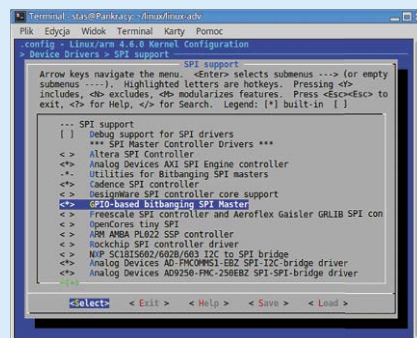 Terminal - stas@Pankracy:~/linux/linux-adv
Plik Edycja Widok Terminal Karty Pomoc
.config - Linux/arm 4.6.0 Kernel Configuration
> Device Drivers > SPI support
SPI support
Arrow keys navigate the menu. <Enter> selects submenus ---> (or empty
submenus ----). Highlighted letters are hotkeys. Pressing <Y>
includes, <N> excludes, <M> modularizes features. Press <Esc><Esc> to
exit, <?> for Help, </> for Search. Legend: [*] built-in [ ]
--- SPI support
[ ] Debug support for SPI drivers
*** SPI Master Controller Drivers ***
< > Altera SPI Controller
<*> Analog Devices AXI SPI Engine controller
-*- Utilities for Bitbanging SPI masters
<*> Cadence SPI controller
< > DesignWare SPI controller core support
<*> GPIO-based bitbanging SPI Master
< > Freescale SPI controller and Aeroflex Gaisler GRLIB SPI con
< > OpenCores tiny SPI
< > ARM AMBA PL022 SSP controller
< > Rockchip SPI controller driver
< > NXP SC18IS602/602B/603 I2C to SPI bridge
<*> Analog Devices AD-FMCOMMS1-EBZ SPI-I2C-bridge driver
<*> Analog Devices AD9250-FMC-250EBZ SPI-SPI-bridge driver
<Select> < Exit > < Help > < Save > < Load >